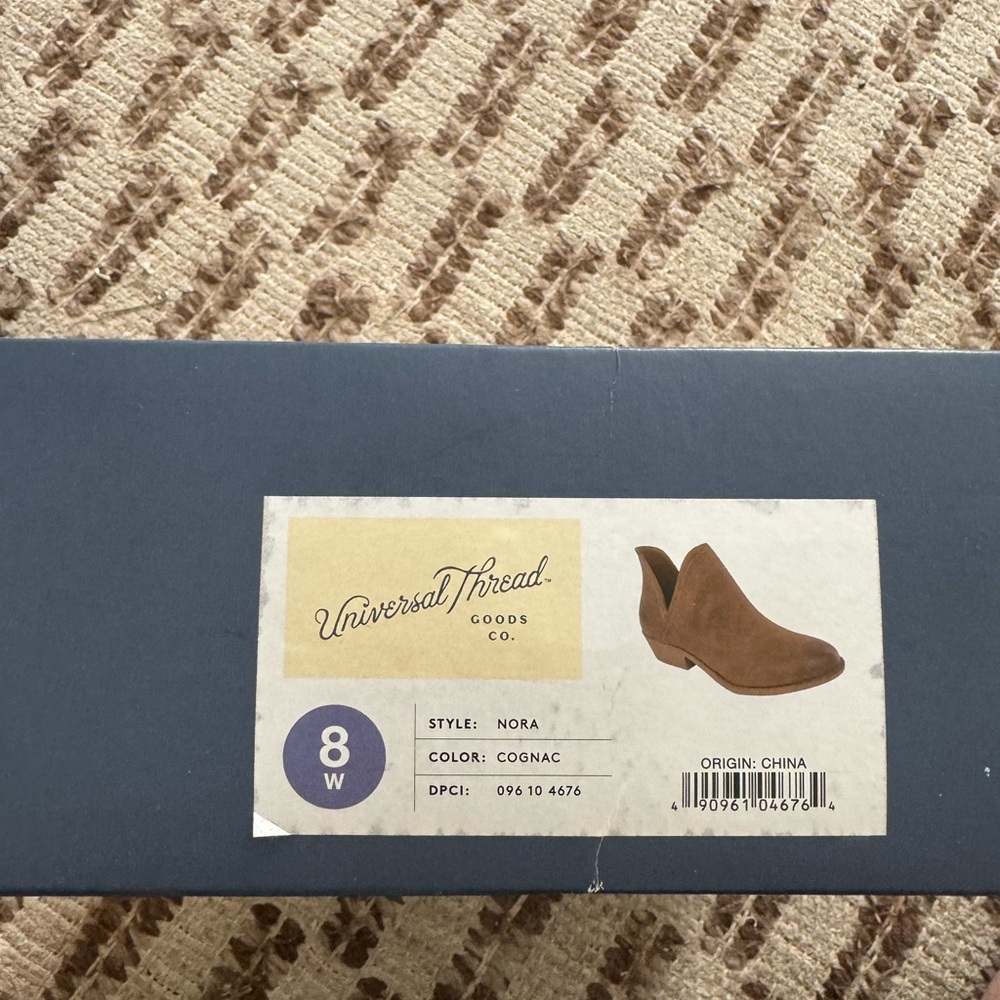 Universal Thread™
GOODS
CO.
8
W
STYLE: NORA
COLOR: COGNAC
DPCI: 096 10 4676
ORIGIN: CHINA
4 90961 04676 4